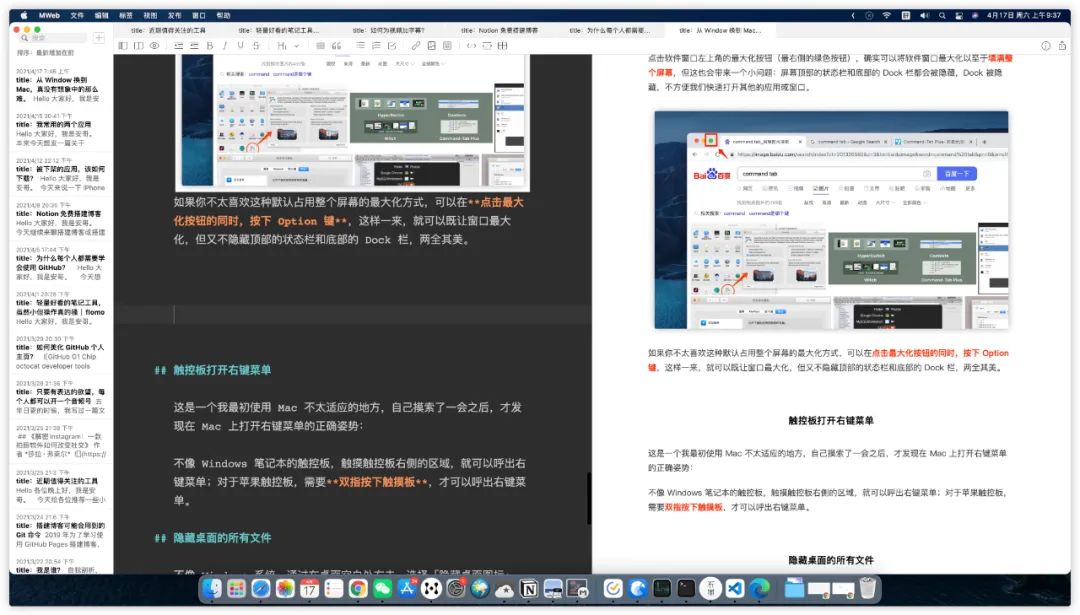 MWeb 文件 编辑 标签 视图 发布 窗口 帮助
4月17日 周六 上午9:37
title: 近期值得关注的工具
title: 轻量好看的笔记工具...
title: 如何为视频加字幕?
title: Notion 免费搭建博客
title: 为什么每个人都需要...
title: 从 Window 换到 Mac...
搜索
排序: 最新增加在前
2021/4/17 7:46 上午
title: 从 Window 换到
Mac，真没有想象中的那么
难。 Hello 大家好，我是安
2021/4/15 20:41 下午
title: 我常用的两个应用
Hello 大家好，我是安哥。
本来今天想发一篇关于
2021/4/12 22:12 下午
title: 被下架的应用，该如何
下载? Hello 大家好，我是
安哥。 今天来说一下 iPhone
2021/4/8 20:36 下午
title: Notion 免费搭建博客
Hello 大家好，我是安哥。
今天继续来聊搭建博客或搭建
2021/4/5 17:44 下午
title: 为什么每个人都需要学
会使用 GitHub? Hello 大
家好，我是安哥。 今天想
title: 轻量好看的笔记工具，
虽然小但操作真的骚｜flomo
Hello 大家好，我是安哥。
2021/3/29 20:30 下午
title: 如何美化 GitHub 个人
主页?
octocat developer tools
2021/3/28 21:36 下午
title: 只要有表达的欲望，每
个人都可以开一个音频号 去
年日更的时候，我写过一篇文
2021/3/25 21:39 下午
## 《解密 Instagram: 一款
拍照软件如何改变社交》 作
者 *莎拉·弗莱尔*
2021/3/25 21:3 下午
title: 近期值得关注的工具
Hello 各位晚上好，我是安
哥。 今天给各位推荐一些小
2021/3/24 21:6 下午
title: 搭建博客可能会用到的
Git 命令 2019 年为了学习使
用 GitHub Pages 搭建博客，
2021/3/22 20:54 下午
title: 我是谁? 自我剖析，
如果你不太喜欢这种默认占用整个屏幕的最大化方式，可以在**点击最大
化按钮的同时，按下 Option 键**，这样一来，就可以既让窗口最大
化，但又不隐藏顶部的状态栏和底部的 Dock 栏，两全其美。
## 触控板打开右键菜单
这是一个我最初使用 Mac 不太适应的地方，自己摸索了一会之后，才发
现在 Mac 上打开右键菜单的正确姿势:
不像 Windows 笔记本的触控板，触摸触控板右侧的区域，就可以呼出右
键菜单；对于苹果触控板，需要**双指按下触摸板**，才可以呼出右键菜
单。
## 隐藏桌面的所有文件
点击软件窗口左上角的最大化按钮（最右侧的绿色按钮），确实可以将软件窗口最大化以至于填满整
个屏幕，但这也会带来一个小问题：屏幕顶部的状态栏和底部的 Dock 栏都会被隐藏，Dock 被隐
藏，不方便我们快速打开其他的应用或窗口。
command tab - Google Search
Command-Tab Plus
Bai百度 command tab 百度一下
HyperSwitch
Contexts
Witch
Command-Tab Plus
如果你不太喜欢这种默认占用整个屏幕的最大化方式，可以在点击最大化按钮的同时，按下 Option
键，这样一来，就可以既让窗口最大化，但又不隐藏顶部的状态栏和底部的 Dock 栏，两全其美。
触控板打开右键菜单
这是一个我最初使用 Mac 不太适应的地方，自己摸索了一会之后，才发现在 Mac 上打开右键菜单
的正确姿势:
不像 Windows 笔记本的触控板，触摸触控板右侧的区域，就可以呼出右键菜单；对于苹果触控板，
需要双指按下触摸板，才可以呼出右键菜单。
隐藏桌面的所有文件